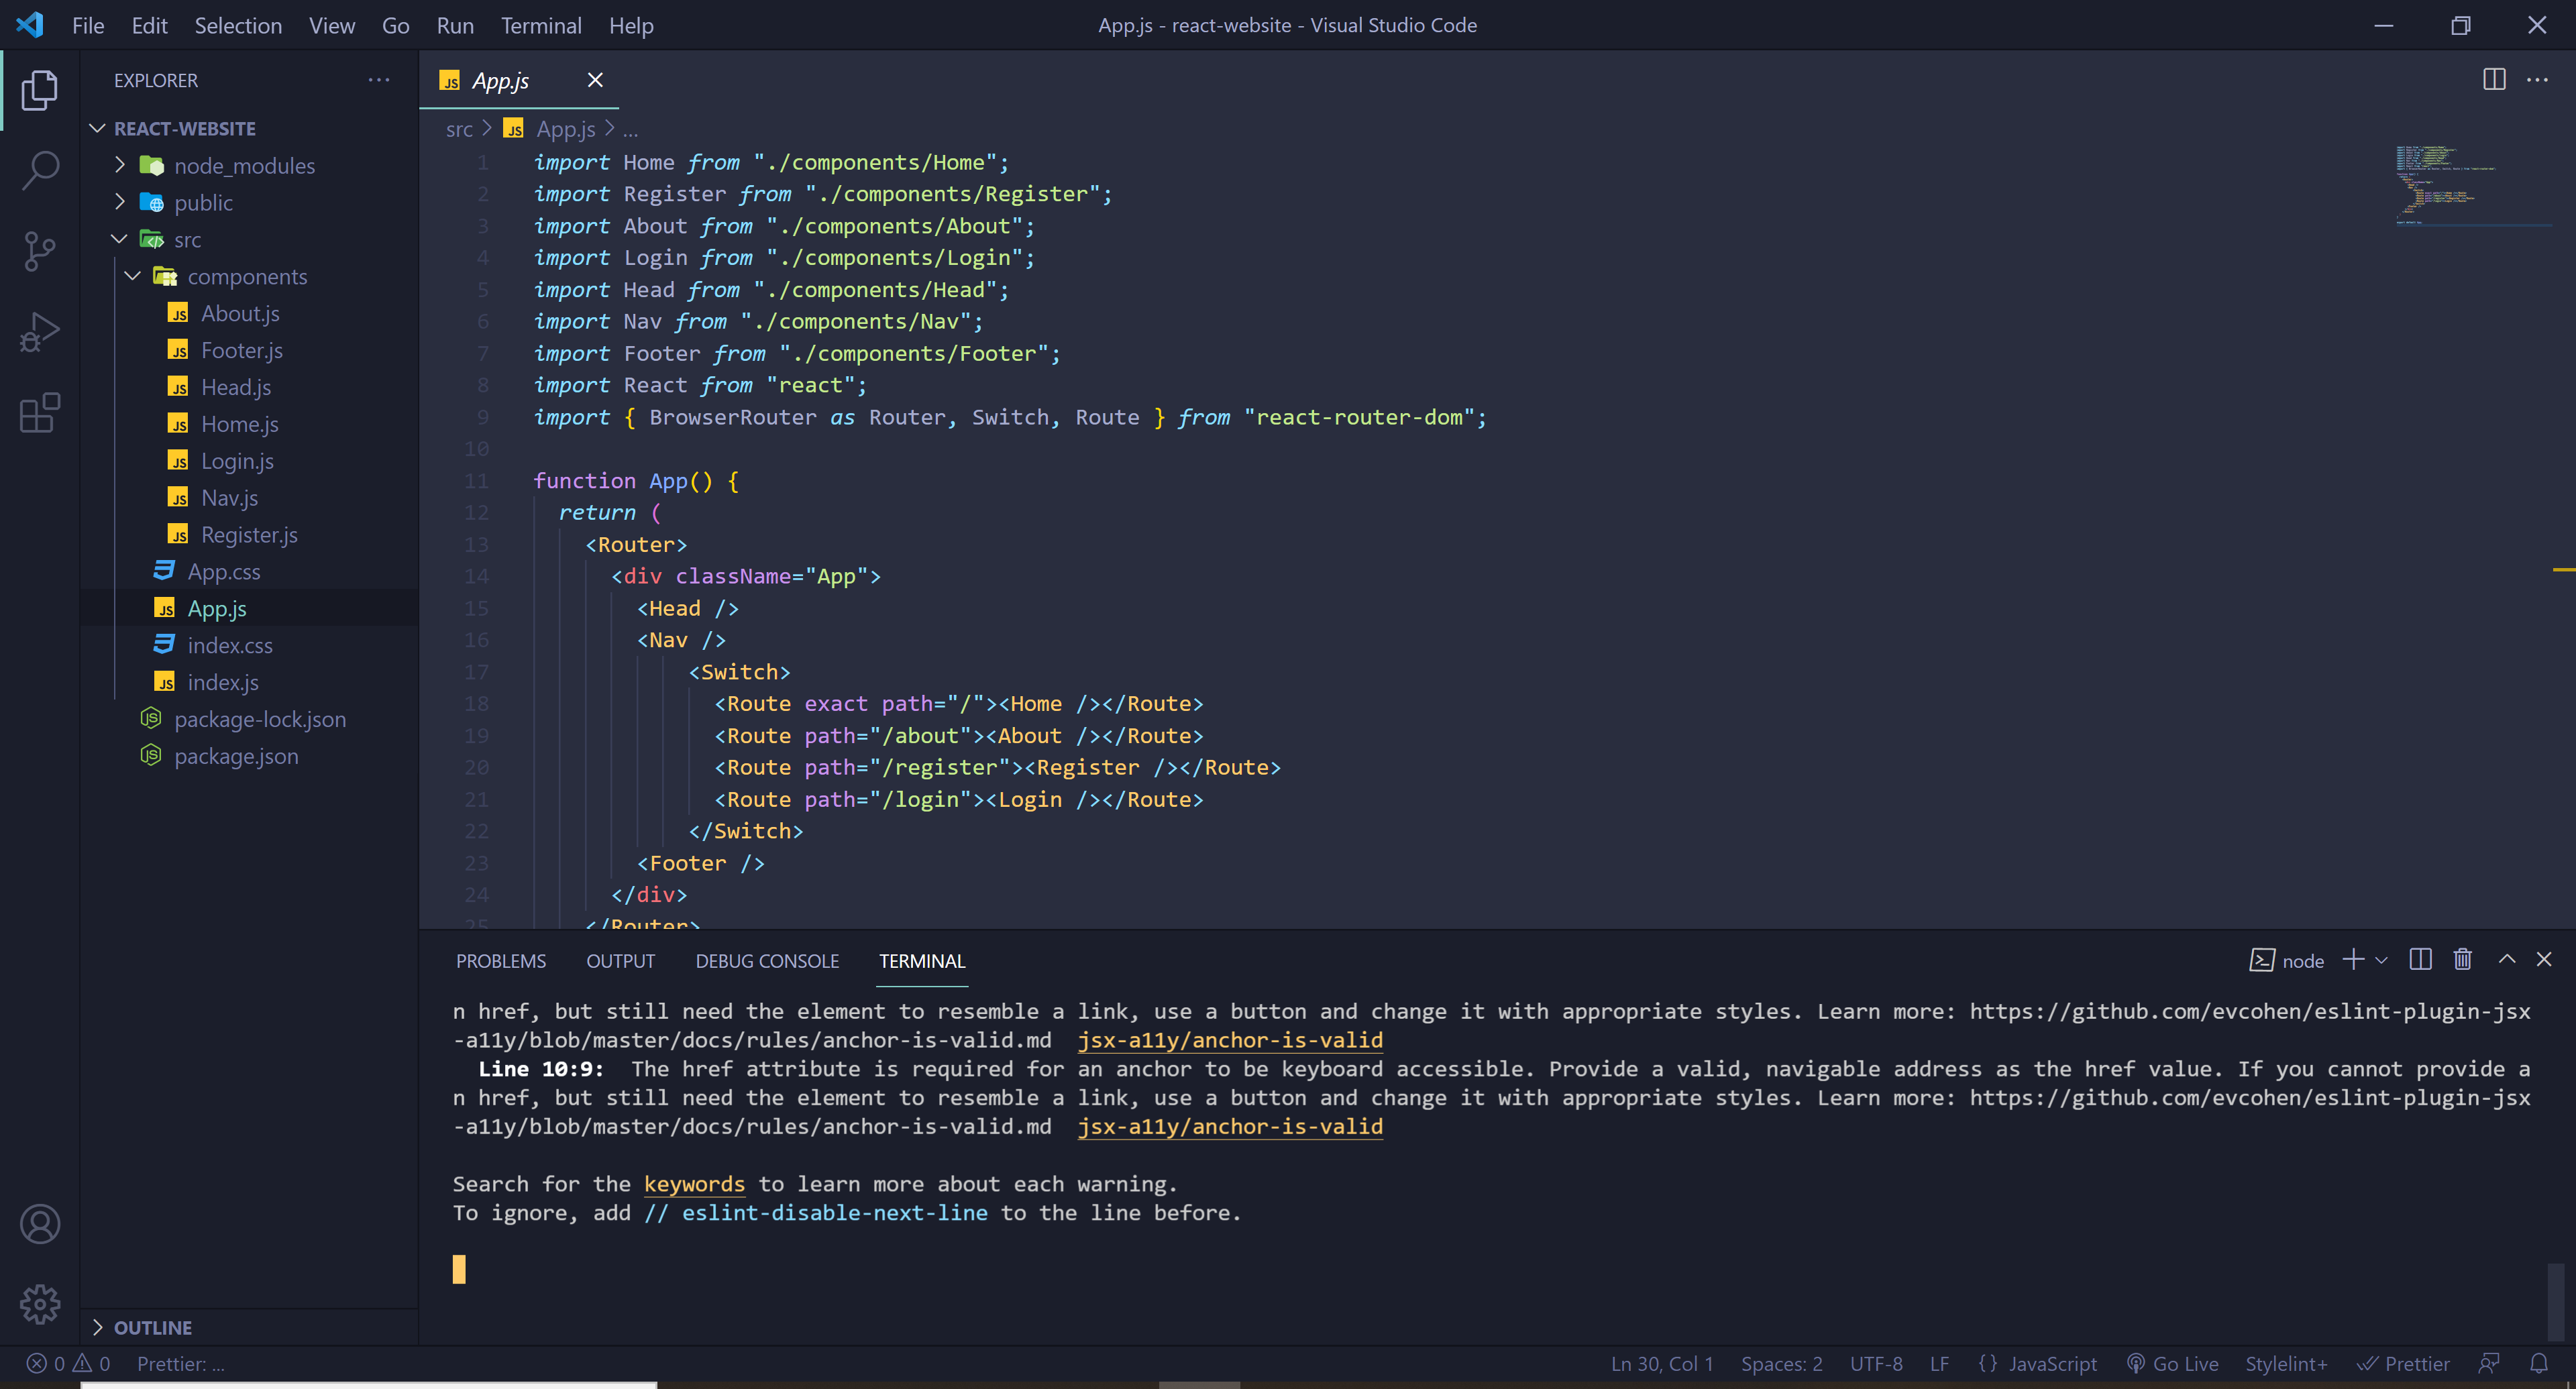 File Edit Selection View Go Run Terminal Help
App.js - react-website - Visual Studio Code
EXPLORER
REACT-WEBSITE
node_modules
public
src
components
About.js
Footer.js
Head.js
Home.js
Login.js
Nav.js
Register.js
App.css
App.js
index.css
index.js
package-lock.json
package.json
OUTLINE
App.js
src > App.js > ...
1 import Home from "./components/Home";
2 import Register from "./components/Register";
3 import About from "./components/About";
4 import Login from "./components/Login";
5 import Head from "./components/Head";
6 import Nav from "./components/Nav";
7 import Footer from "./components/Footer";
8 import React from "react";
9 import { BrowserRouter as Router, Switch, Route } from "react-router-dom";
10
11 function App() {
12 return (
13 <Router>
14 <div className="App">
15 <Head />
16 <Nav />
17 <Switch>
18 <Route exact path="/"><Home /></Route>
19 <Route path="/about"><About /></Route>
20 <Route path="/register"><Register /></Route>
21 <Route path="/login"><Login /></Route>
22 </Switch>
23 <Footer />
24 </div>
25 </Router>
PROBLEMS OUTPUT DEBUG CONSOLE TERMINAL
node
n href, but still need the element to resemble a link, use a button and change it with appropriate styles. Learn more: https://github.com/evcohen/eslint-plugin-jsx
-a11y/blob/master/docs/rules/anchor-is-valid.md jsx-a11y/anchor-is-valid
Line 10:9: The href attribute is required for an anchor to be keyboard accessible. Provide a valid, navigable address as the href value. If you cannot provide a
n href, but still need the element to resemble a link, use a button and change it with appropriate styles. Learn more: https://github.com/evcohen/eslint-plugin-jsx
-a11y/blob/master/docs/rules/anchor-is-valid.md jsx-a11y/anchor-is-valid
Search for the keywords to learn more about each warning.
To ignore, add // eslint-disable-next-line to the line before.
0 0 Prettier: ...
Ln 30, Col 1 Spaces: 2 UTF-8 LF {} JavaScript Go Live Stylelint+ Prettier